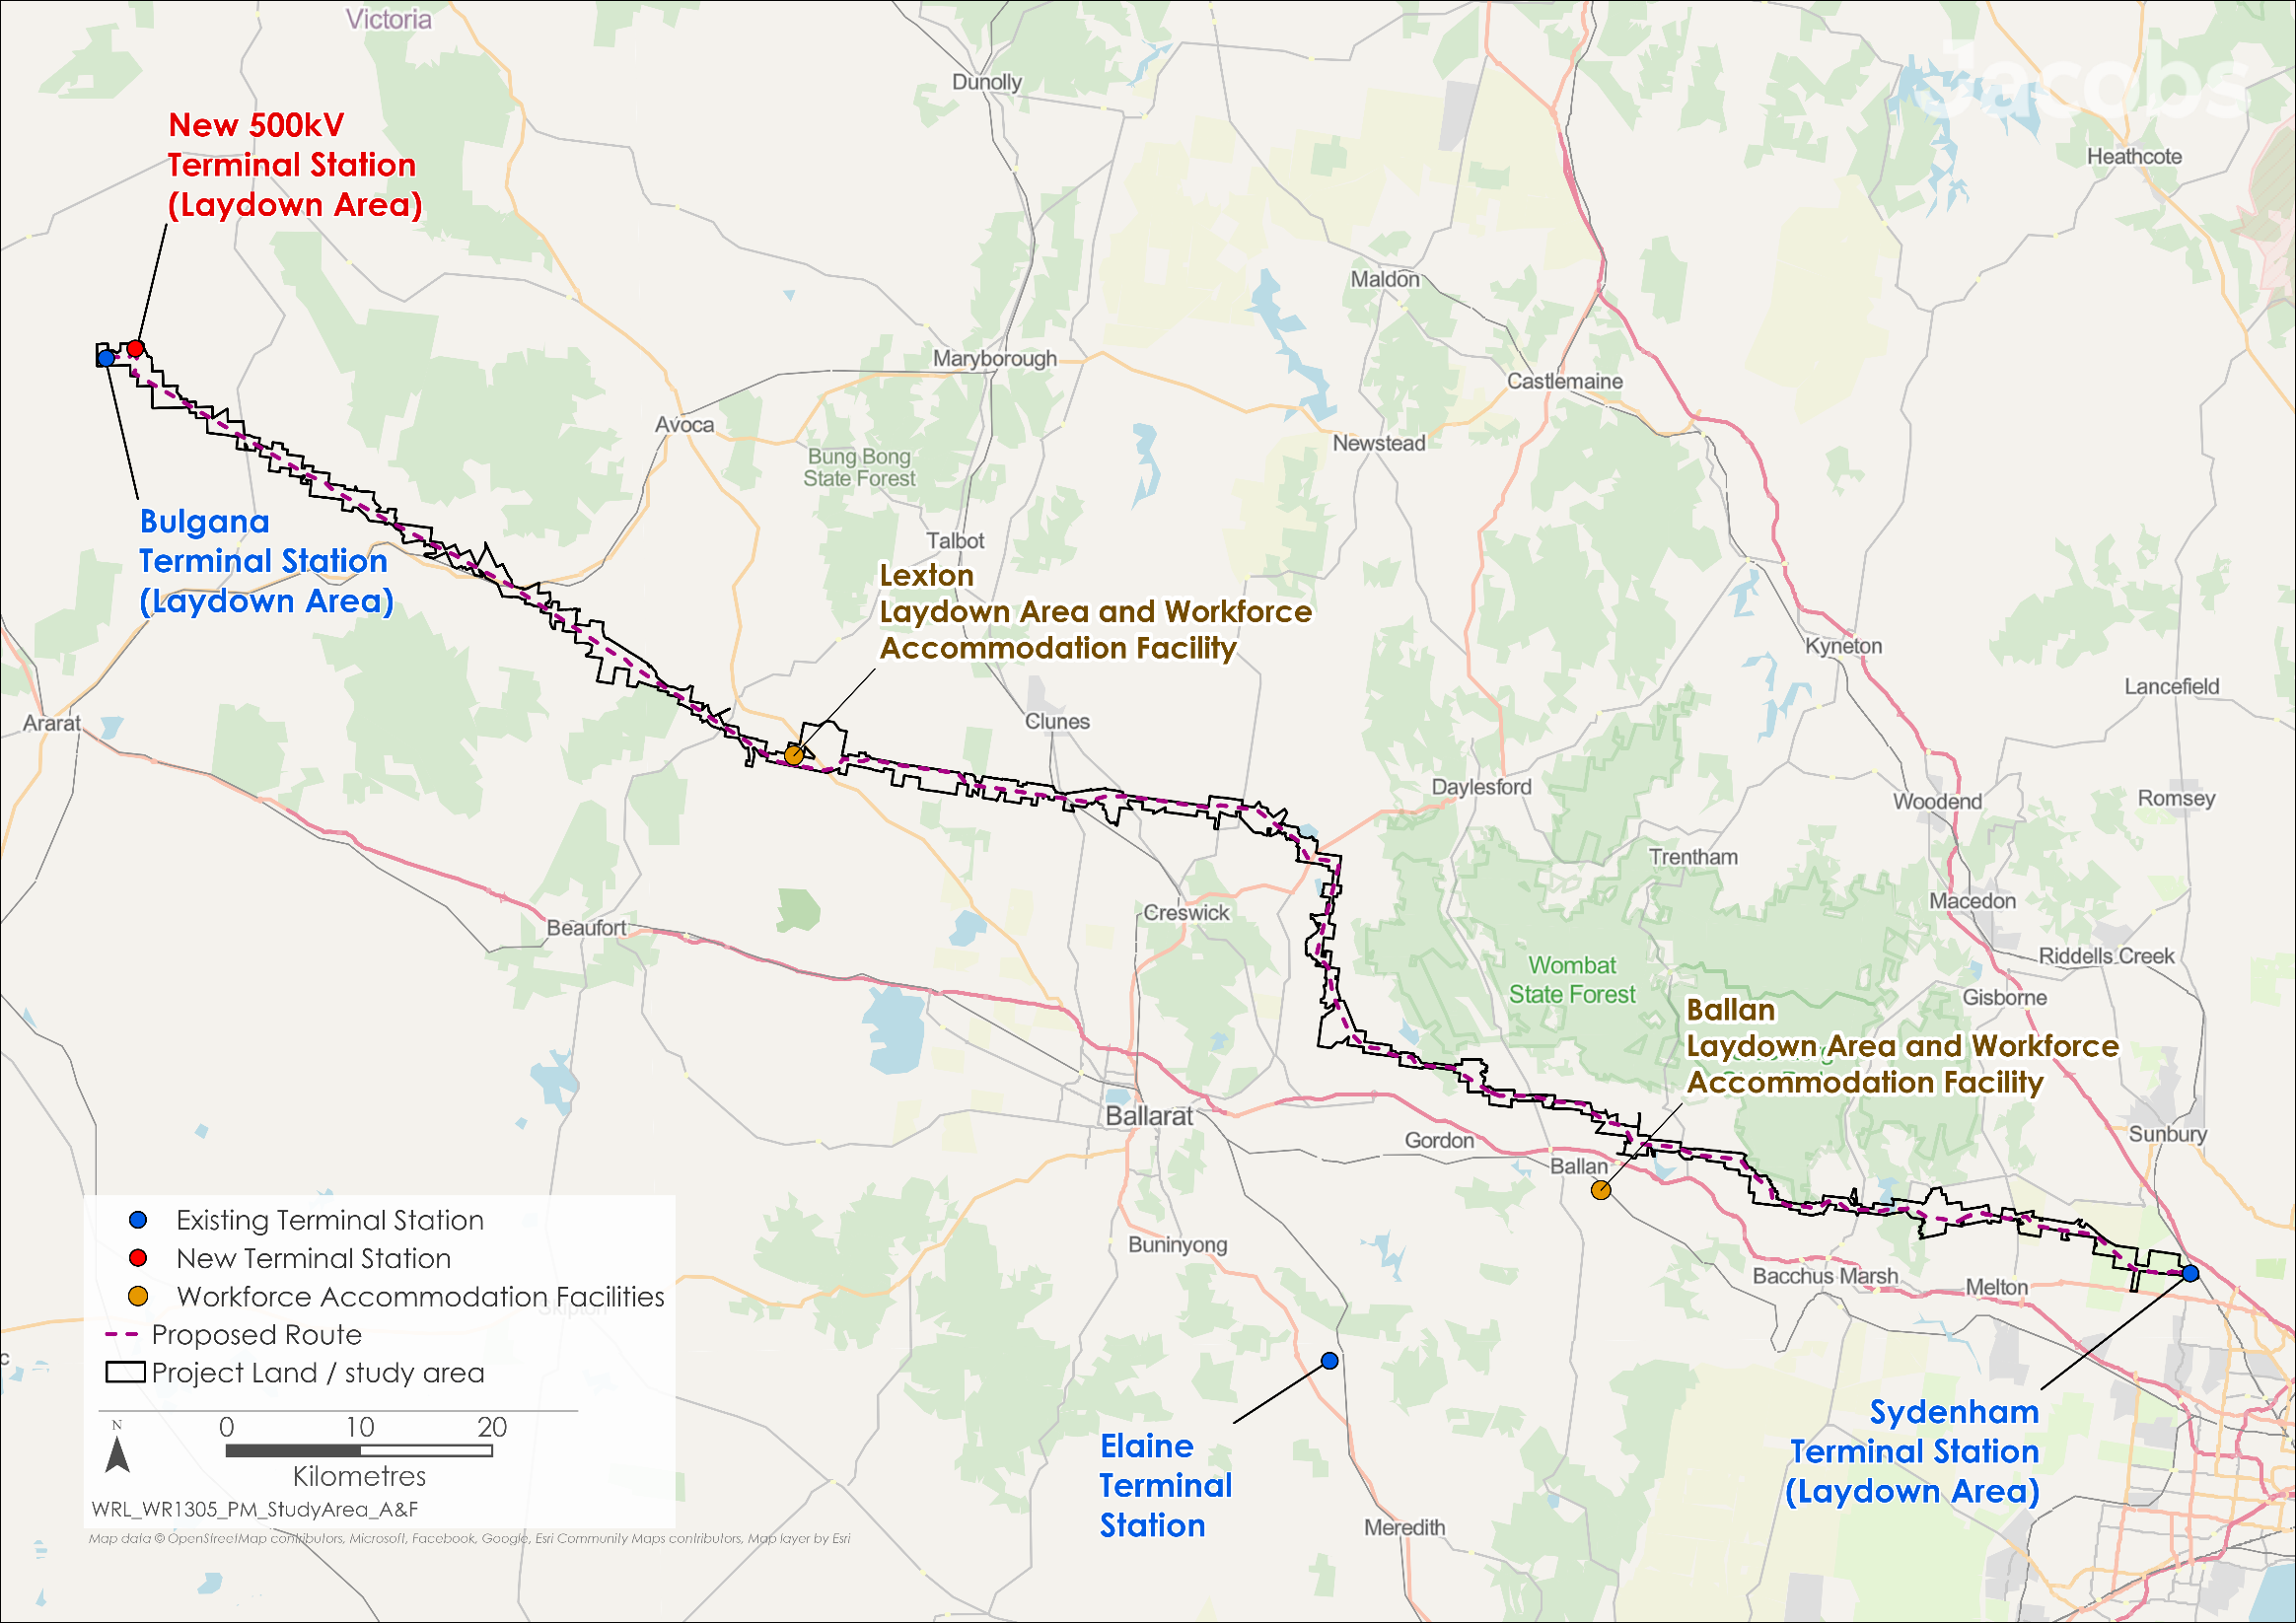 Victoria
Jacobs
Dunolly
New 500kV
Terminal Station
(Laydown Area)
Heathcote
Maldon
Maryborough
Castlemaine
Avoca
Newstead
Bung Bong
State Forest
Bulgana
Terminal Station
(Laydown Area)
Talbot
Lexton
Laydown Area and Workforce
Accommodation Facility
Kyneton
Lancefield
Ararat
Clunes
Daylesford
Woodend
Romsey
Trentham
Creswick
Macedon
Beaufort
Riddells Creek
Wombat
State Forest
Gisborne
Ballan
Laydown Area and Workforce
Accommodation Facility
Ballarat
Gordon
Sunbury
Ballan
Buninyong
Bacchus Marsh
Melton
Existing Terminal Station
New Terminal Station
Workforce Accommodation Facilities
Skipton
Proposed Route
Project Land / study area
N
0 10 20
Kilometres
WRL_WR1305_PM_StudyArea_A&F
Map data © OpenStreetMap contributors, Microsoft, Facebook, Google, Esri Community Maps contributors, Map layer by Esri
Elaine
Terminal
Station
Sydenham
Terminal Station
(Laydown Area)
Meredith